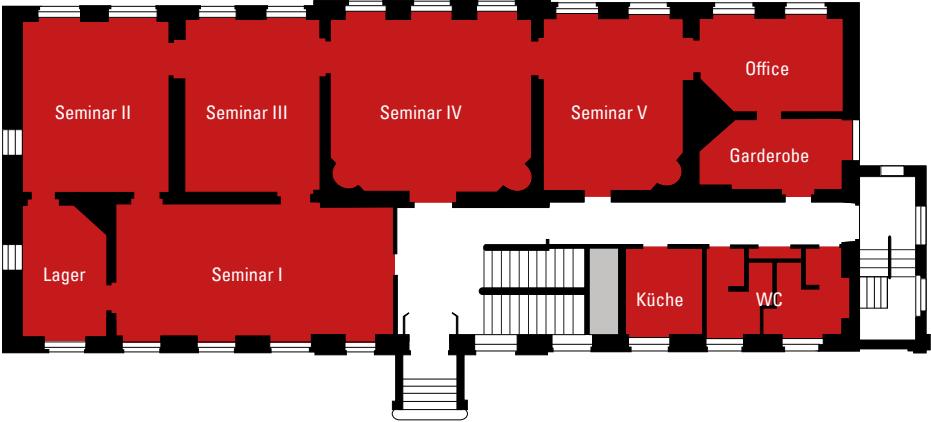 Seminar II
Seminar III
Seminar IV
Seminar V
Office
Garderobe
Lager
Seminar I
Küche
WC